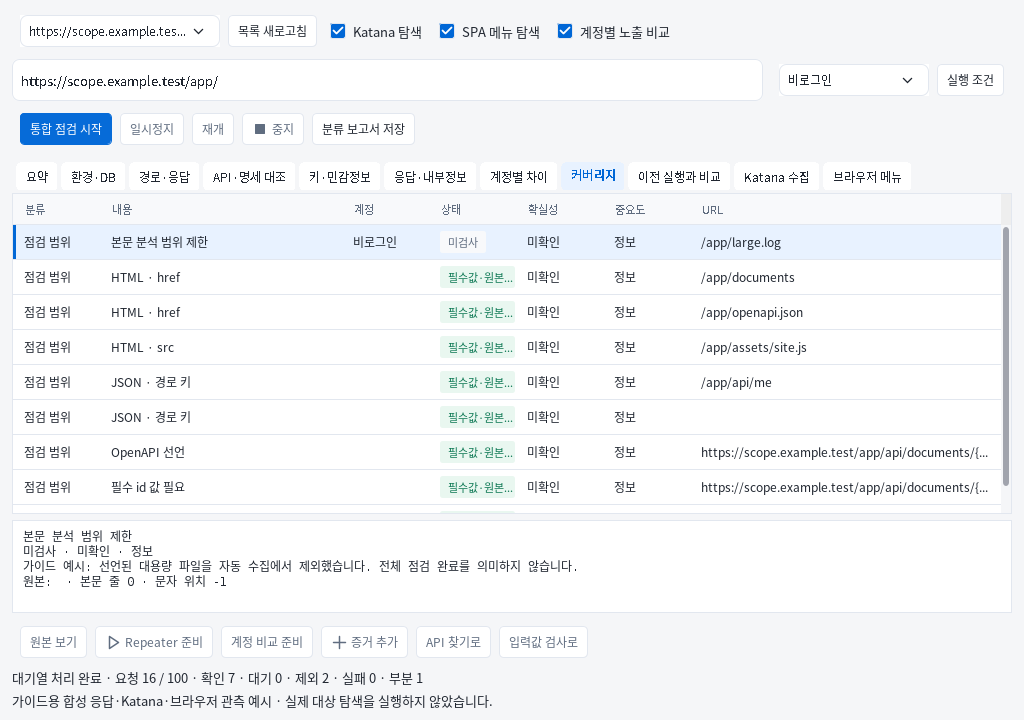 https://scope.example.tes... 목록 새로고침 Katana 탐색 SPA 메뉴 탐색 계정별 노출 비교
https://scope.example.test/app/ 비로그인 실행 조건
통합 점검 시작 일시정지 재개 중지 분류 보고서 저장
요약 환경·DB 경로·응답 API·명세 대조 키·민감정보 응답·내부정보 계정별 차이 커버리지 이전 실행과 비교 Katana 수집 브라우저 메뉴
분류 내용 계정 상태 확실성 중요도 URL
점검 범위 본문 분석 범위 제한 비로그인 미검사 미확인 정보 /app/large.log
점검 범위 HTML · href 필수값·원본... 미확인 정보 /app/documents
점검 범위 HTML · href 필수값·원본... 미확인 정보 /app/openapi.json
점검 범위 HTML · src 필수값·원본... 미확인 정보 /app/assets/site.js
점검 범위 JSON · 경로 키 필수값·원본... 미확인 정보 /app/api/me
점검 범위 JSON · 경로 키 필수값·원본... 미확인 정보
점검 범위 OpenAPI 선언 필수값·원본... 미확인 정보 https://scope.example.test/app/api/documents/{...
점검 범위 필수 id 값 필요 필수값·원본... 미확인 정보 https://scope.example.test/app/api/documents/{...
본문 분석 범위 제한
미검사 · 미확인 · 정보
가이드 예시: 선언된 대용량 파일을 자동 수집에서 제외했습니다. 전체 점검 완료를 의미하지 않습니다.
원본: · 본문 줄 0 · 문자 위치 -1
원본 보기 Repeater 준비 계정 비교 준비 증거 추가 API 찾기로 입력값 검사로
대기열 처리 완료 · 요청 16 / 100 · 확인 7 · 대기 0 · 제외 2 · 실패 0 · 부분 1
가이드용 합성 응답·Katana·브라우저 관측 예시 · 실제 대상 탐색을 실행하지 않았습니다.